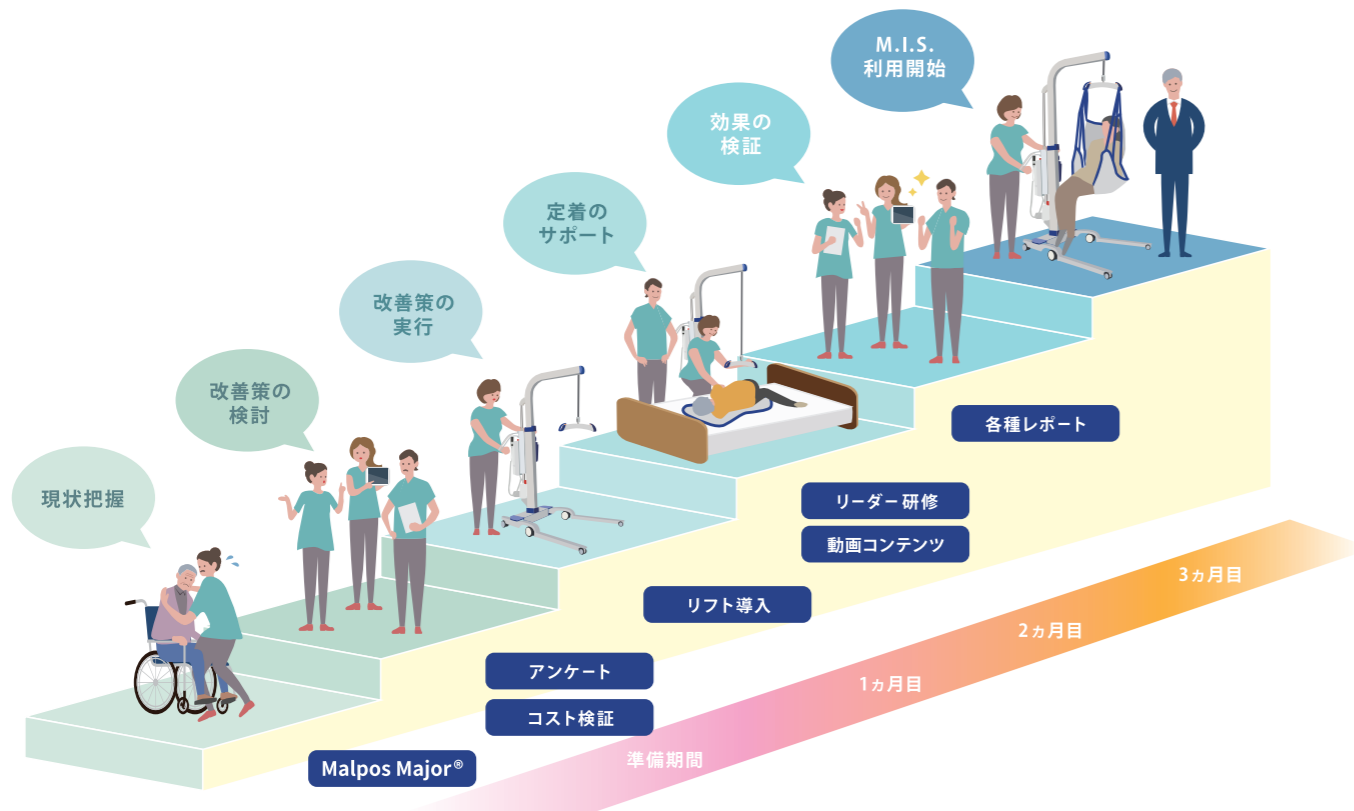 現状把握
改善策の
検討
改善策の
実行
定着の
サポート
効果の
検証
M.I.S.
利用開始
Malpos Major®
アンケート
コスト検証
リフト導入
リーダー研修
動画コンテンツ
各種レポート
準備期間
1ヵ月目
2ヵ月目
3ヵ月目